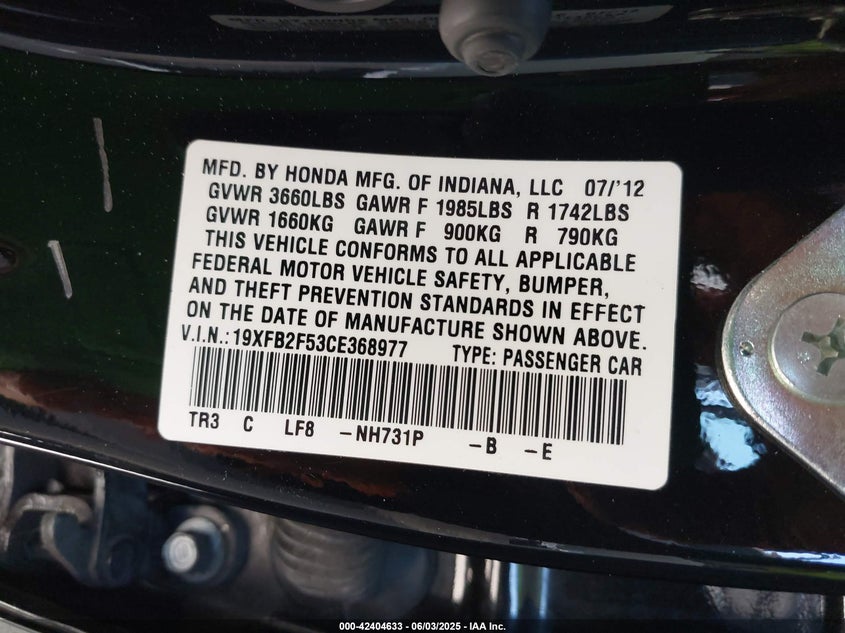 MFD. BY HONDA MFG. OF INDIANA, LLC 07/'12
GVWR 3660LBS GAWR F 1985LBS R 1742LBS
GVWR 1660KG GAWR F 900KG R 790KG
THIS VEHICLE CONFORMS TO ALL APPLICABLE
FEDERAL MOTOR VEHICLE SAFETY, BUMPER,
AND THEFT PREVENTION STANDARDS IN EFFECT
ON THE DATE OF MANUFACTURE SHOWN ABOVE.
V.I.N.:19XFB2F53CE368977 TYPE: PASSENGER CAR
TR3 C LF8 -NH731P -B -E
000-42404633 - 06/03/2025 - IAA Inc.